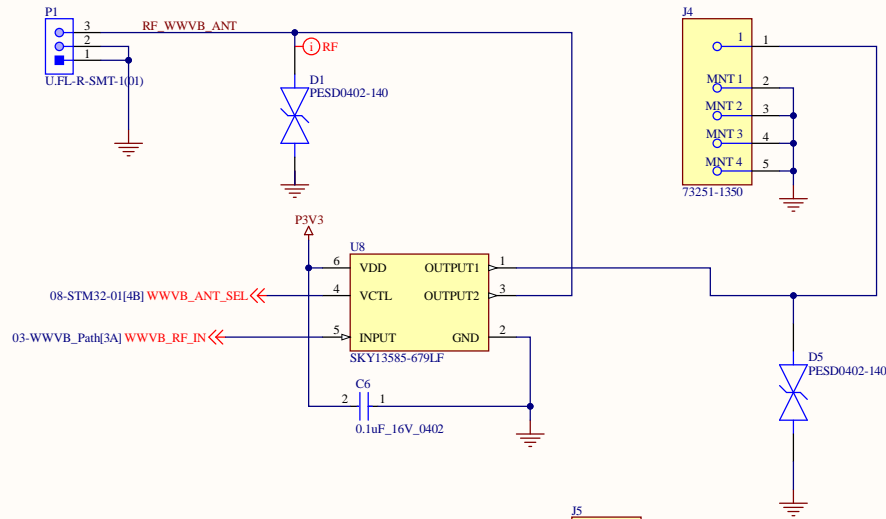 P1
3 RF_WWVB_ANT
2
1
U.FL-R-SMT-1(01)
i RF
D1
PESD0402-140
J4
1 1
MNT 1 2
MNT 2 3
MNT 3 4
MNT 4 5
73251-1350
P3V3
U8
6 VDD OUTPUT1 1
08-STM32-01[4B] WWVB_ANT_SEL 4 VCTL OUTPUT2 3
03-WWVB_Path[3A] WWVB_RF_IN 5 INPUT GND 2
SKY13585-679LF
C6
2 1
0.1uF_16V_0402
D5
PESD0402-140
J5